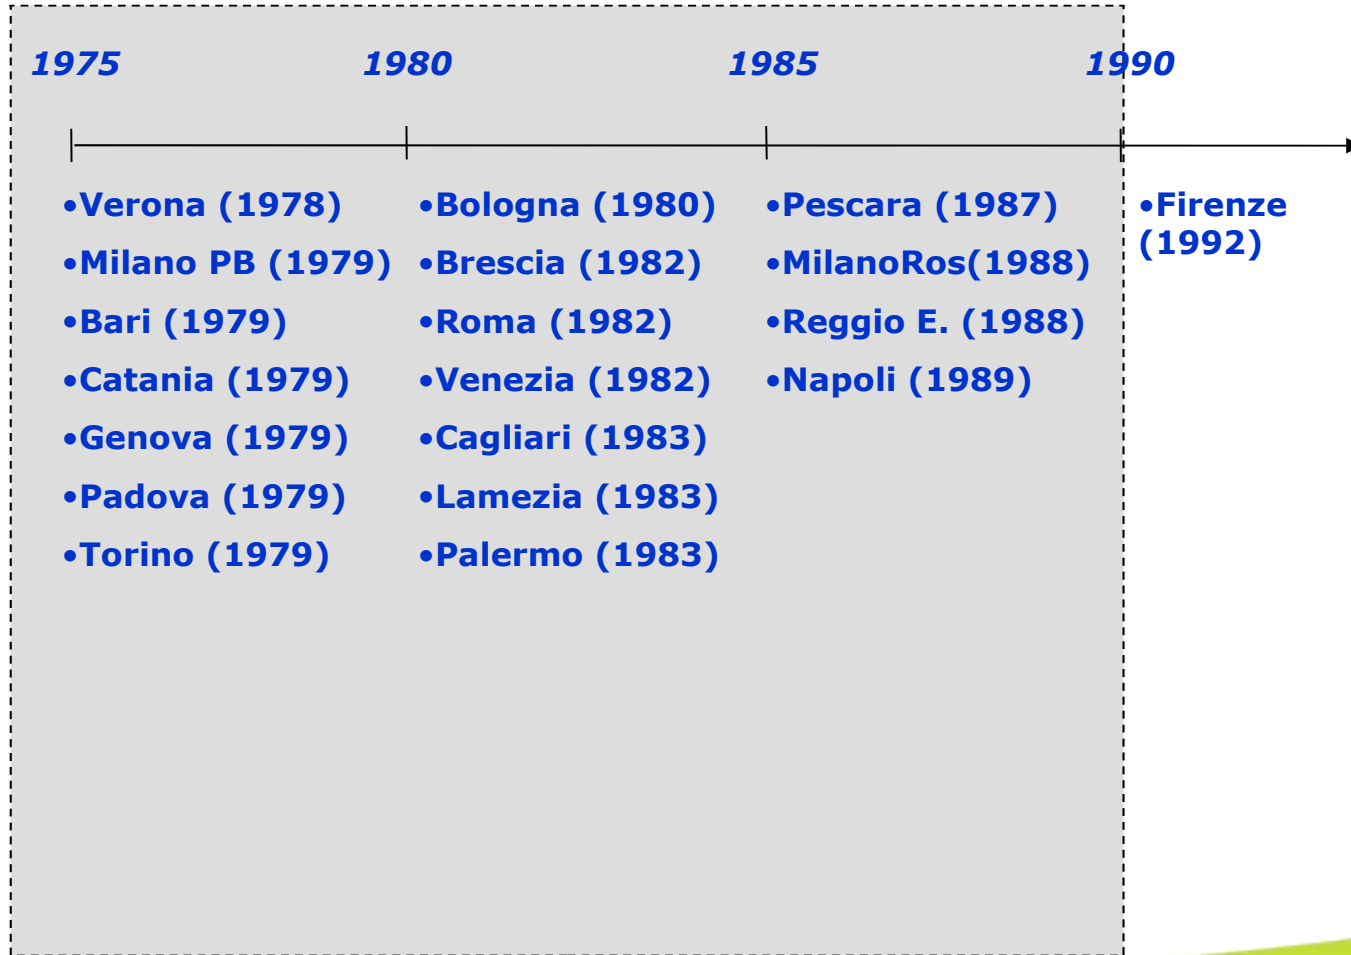 1975 1980 1985 1990
•Verona (1978)
•Milano PB (1979)
•Bari (1979)
•Catania (1979)
•Genova (1979)
•Padova (1979)
•Torino (1979)
•Bologna (1980)
•Brescia (1982)
•Roma (1982)
•Venezia (1982)
•Cagliari (1983)
•Lamezia (1983)
•Palermo (1983)
•Pescara (1987)
•MilanoRos(1988)
•Reggio E. (1988)
•Napoli (1989)
•Firenze
(1992)